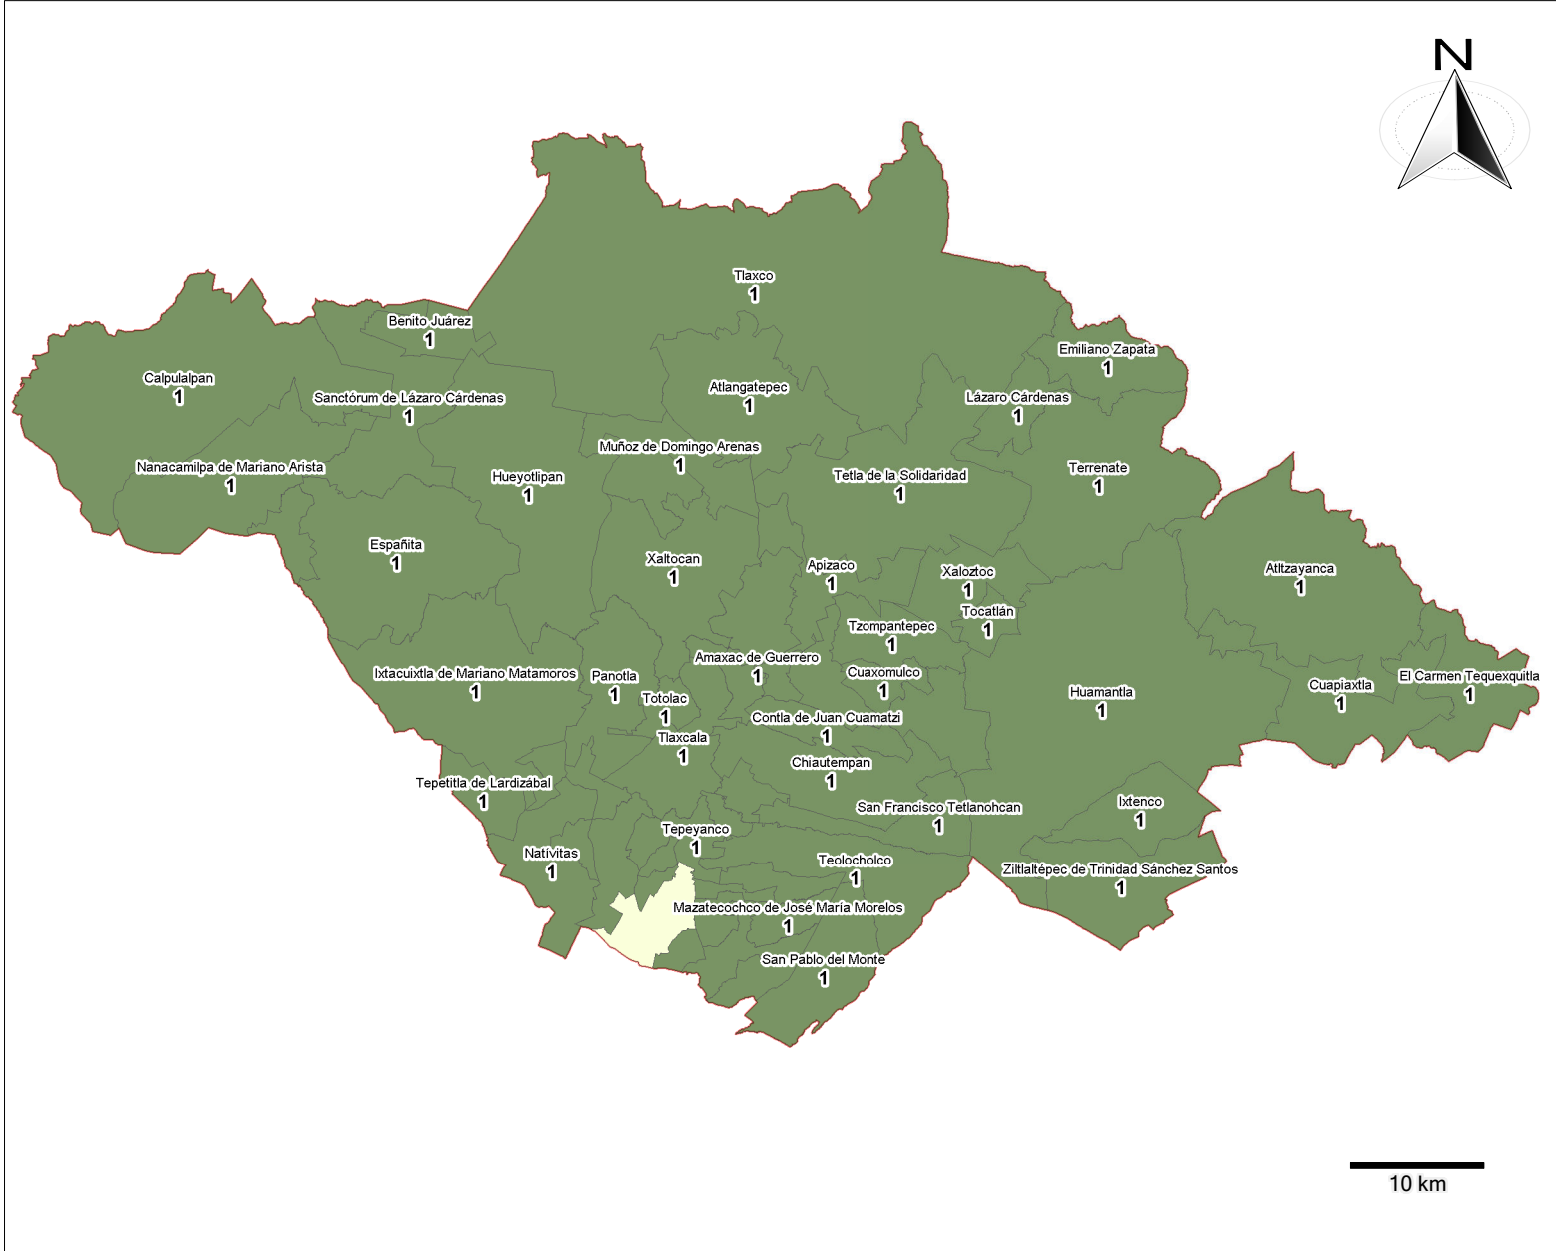 N
Tlaxco
1
Benito Juárez
1
Emiliano Zapata
1
Calpulalpan
1
Atlangatepec
1
Sanctórum de Lázaro Cárdenas
1
Lázaro Cárdenas
1
Muñoz de Domingo Arenas
1
Nanacamilpa de Mariano Arista
1
Hueyotlipan
1
Tetla de la Solidaridad
1
Terrenate
1
Españita
1
Xaltocan
1
Apizaco
1
Xaloztoc
1
Atltzayanca
1
Tocatlán
1
Tzompantepec
1
Amaxac de Guerrero
1
Ixtacuixtla de Mariano Matamoros
1
Panotla
1
Cuaxomulco
1
El Carmen Tequexquitla
1
Cuapiaxtla
1
Huamantla
1
Totolac
1
Contla de Juan Cuamatzi
1
Tlaxcala
1
Chiautempan
1
Tepetitla de Lardizábal
1
Ixtenco
1
San Francisco Tetlanohcan
1
Tepeyanco
1
Natívitas
1
Teolocholco
1
Ziltlaltépec de Trinidad Sánchez Santos
1
Mazatecochco de José María Morelos
1
San Pablo del Monte
1
10 km